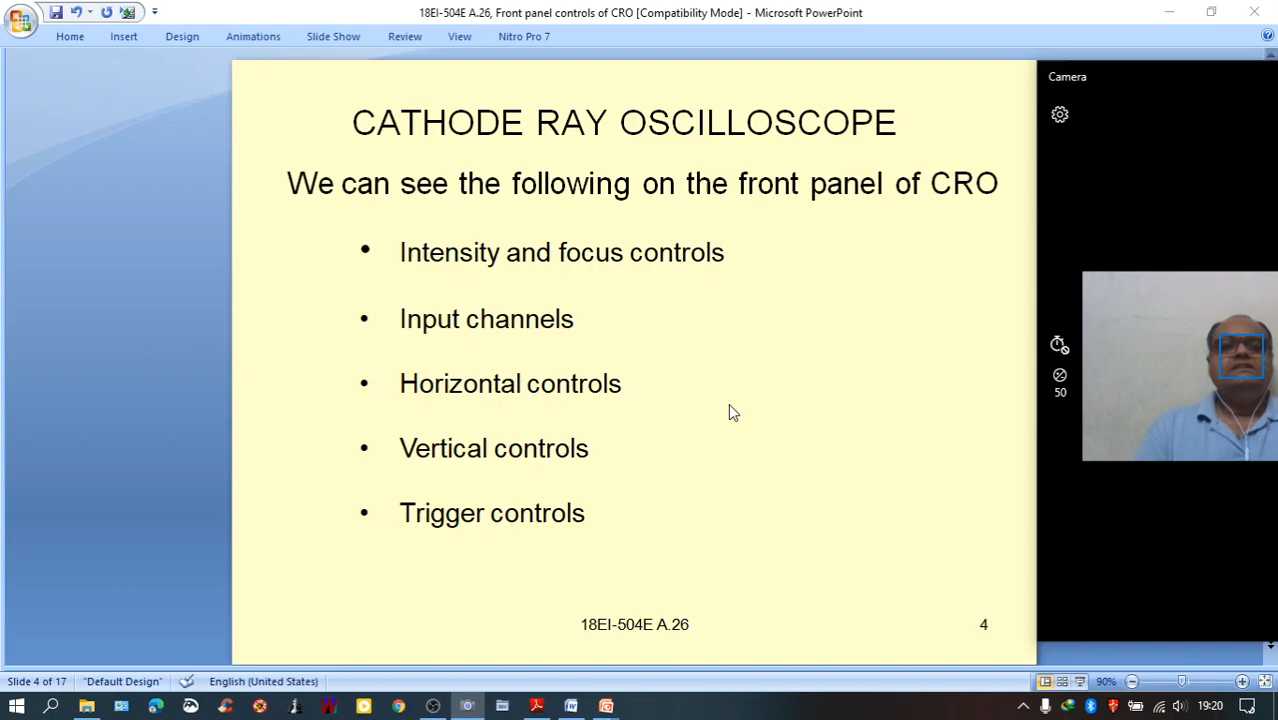 18EI-504E A.26, Front panel controls of CRO [Compatibility Mode] - Microsoft PowerPoint
Home Insert Design Animations Slide Show Review View Nitro Pro 7
Camera
CATHODE RAY OSCILLOSCOPE
We can see the following on the front panel of CRO
• Intensity and focus controls
• Input channels
• Horizontal controls
• Vertical controls
• Trigger controls
50
18EI-504E A.26 4
Slide 4 of 17 "Default Design" English (United States) 90%
19:20